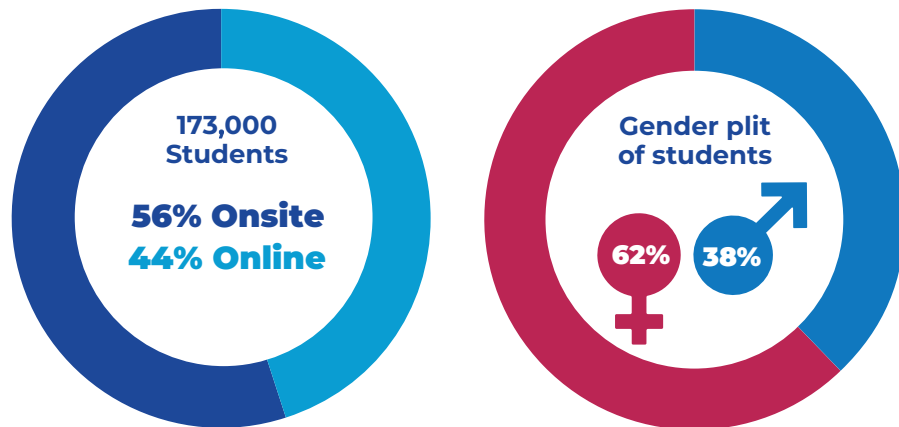 173,000
Students
56% Onsite
44% Online
Gender plit
of students
62%
38%